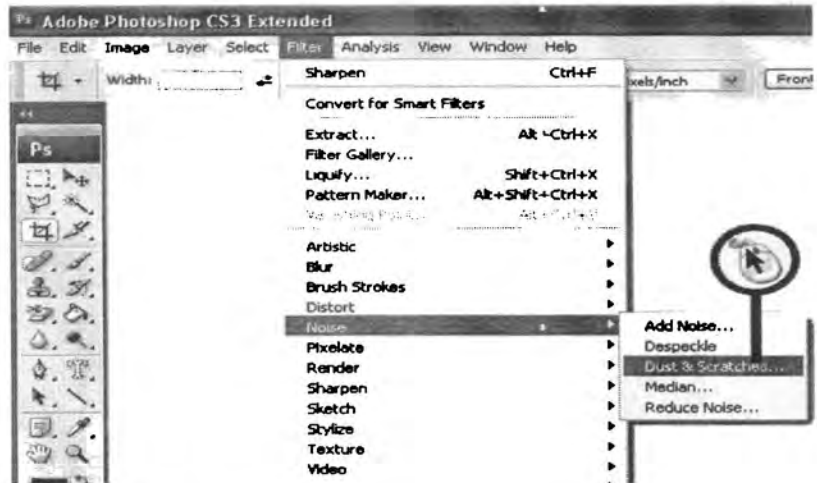 Ps Adobe Photoshop CS3 Extended
File Edit Image Layer Select Filter Analysis View Window Help
Width: xels/inch Front
Sharpen Ctrl+F
Convert for Smart Filters
Ps
Extract... Alt+Ctrl+X
Filter Gallery...
Liquify... Shift+Ctrl+X
Pattern Maker... Alt+Shift+Ctrl+X
Artistic
Blur
Brush Strokes
Distort
Noise
Pixelate
Render
Sharpen
Sketch
Stylize
Texture
Video
Add Noise...
Despeckle
Dust & Scratches...
Median...
Reduce Noise...